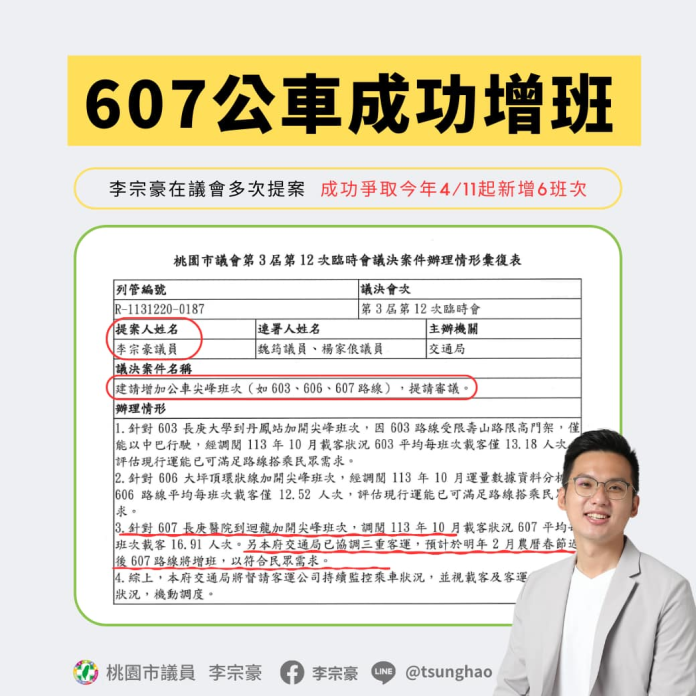 607公車成功增班
李宗豪在議會多次提案 成功爭取今年4/11起新增6班次
桃園市議會第3屆第12次臨時會議決案件辦理情形彙復表
列管編號 議決會次
R-1131220-0187 第3屆第12次臨時會
提案人姓名 連署人姓名 主辦機關
李宗豪議員 魏筠議員、楊家俍議員 交通局
議決案件名稱
建請增加公車尖峰班次（如603、606、607路線），提請審議。
辦理情形
1.針對603長庚大學到丹鳳站加開尖峰班次，因603路線受限壽山路限高門架，僅
能以中巴行駛，經調閱113年10月載客狀況603平均每班次載客僅13.18人次
評估現行運能已可滿足路線搭乘民眾需求。
2.針對606大坪頂環狀線加開尖峰班次，經調閱113年10月運量數據資料分析
606路線平均每班次載客僅12.52人次，評估現行運能已可滿足路線搭乘民
求。
3.針對607長庚醫院到迴龍加開尖峰班次，調閱113年10月載客狀況607平均
班次載客16.91人次。另本府交通局已協調三重客運，預計於明年2月農曆春節
後607路線將增班，以符合民眾需求。
4.綜上，本府交通局將督請客運公司持續監控乘車狀況，並視載客及客運
狀況，機動調度。
桃園市議員 李宗豪 李宗豪 LINE @tsunghao